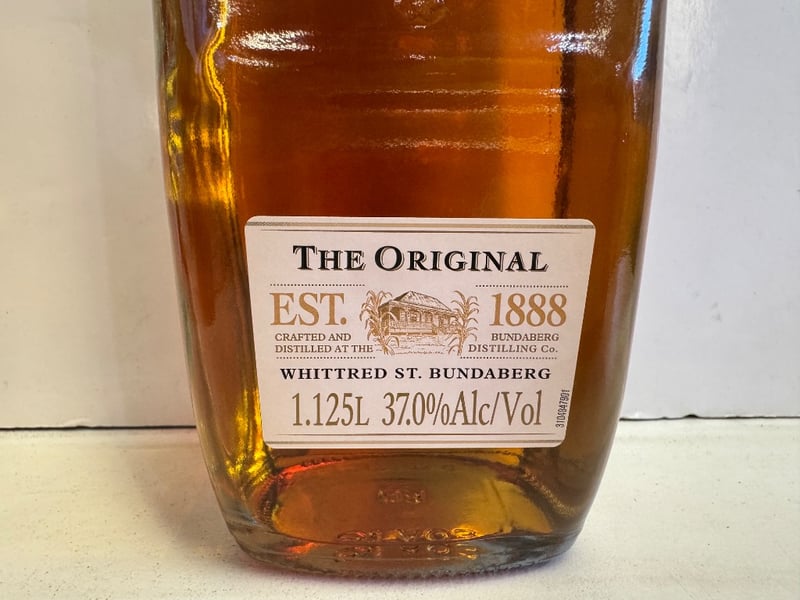 THE ORIGINAL
EST. 1888
CRAFTED AND BUNDABERG
DISTILLED AT THE DISTILLING Co.
WHITTRED ST. BUNDABERG
1.125L 37.0%Alc/Vol